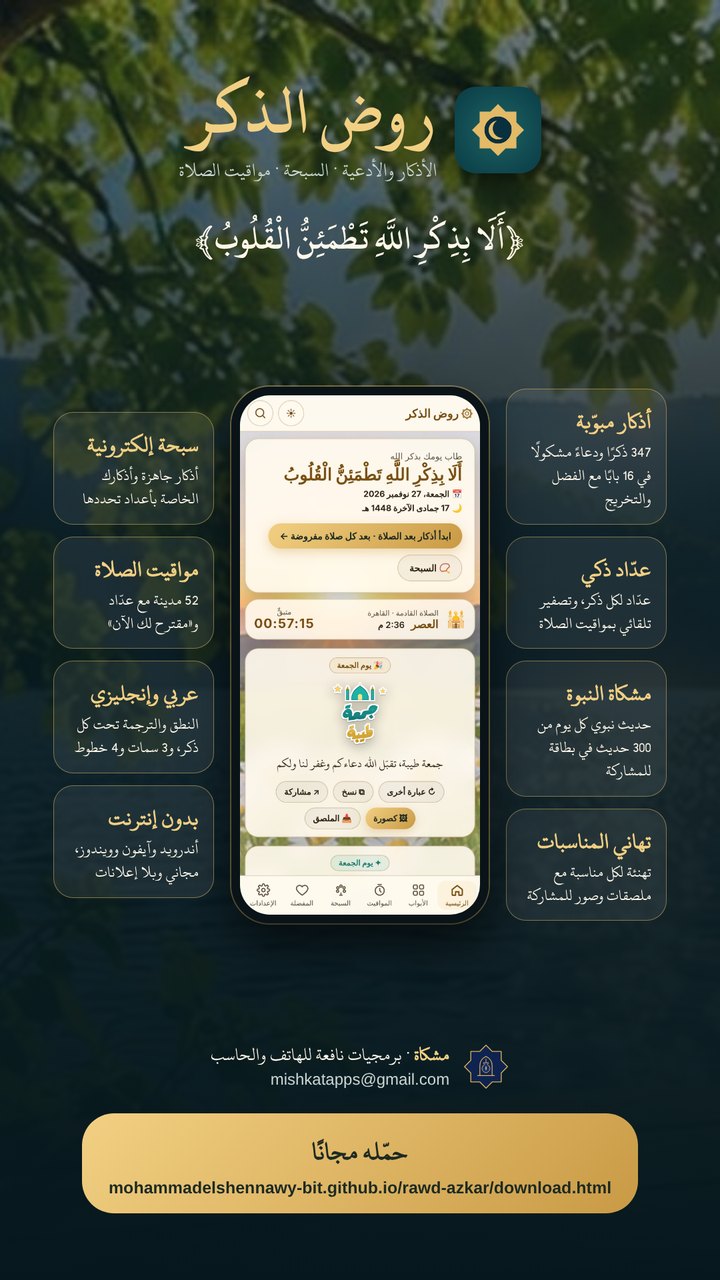 روض الذكر
الأذكار والأدعية · السبحة · مواقيت الصلاة
﴿أَلَا بِذِكْرِ اللَّهِ تَطْمَئِنُّ الْقُلُوبُ﴾
أذكار مبوّبة
347 ذكرًا ودعاءً مشكولًا
في 16 بابًا مع الفضل
والتخريج
عدّاد ذكي
عدّاد لكل ذكر، وتصفير
تلقائي بمواقيت الصلاة
مشكاة النبوة
حديث نبوي كل يوم من
300 حديث في بطاقة
للمشاركة
تهاني المناسبات
تهنئة لكل مناسبة مع
ملصقات وصور للمشاركة
روض الذكر
طاب يومك بذكر الله
أَلَا بِذِكْرِ اللَّهِ تَطْمَئِنُّ الْقُلُوبُ
الجمعة، 27 نوفمبر 2026
17 جمادى الآخرة 1448 هـ
ابدأ أذكار بعد الصلاة · بعد كل صلاة مفروضة ←
السبحة
الصلاة القادمة · القاهرة
العصر 2:36 م
متبقٍّ
00:57:15
يوم الجمعة
جمعة
طيبة
جمعة طيبة، تقبّل الله دعاءكم وغفر لنا ولكم
عبارة أخرى
نسخ
مشاركة
كصورة
الملصق
يوم الجمعة
الرئيسية
الأبواب
المواقيت
السبحة
المفضلة
الإعدادات
سبحة إلكترونية
أذكار جاهزة وأذكارك
الخاصة بأعداد تحددها
مواقيت الصلاة
52 مدينة مع عدّاد
و«مقترح لك الآن»
عربي وإنجليزي
النطق والترجمة تحت كل
ذكر، و3 سمات و4 خطوط
بدون إنترنت
أندرويد وآيفون وويندوز،
مجاني وبلا إعلانات
مشكاة · برمجيات نافعة للهاتف والحاسب
mishkatapps@gmail.com
حمّله مجانًا
mohammadelshennawy-bit.github.io/rawd-azkar/download.html